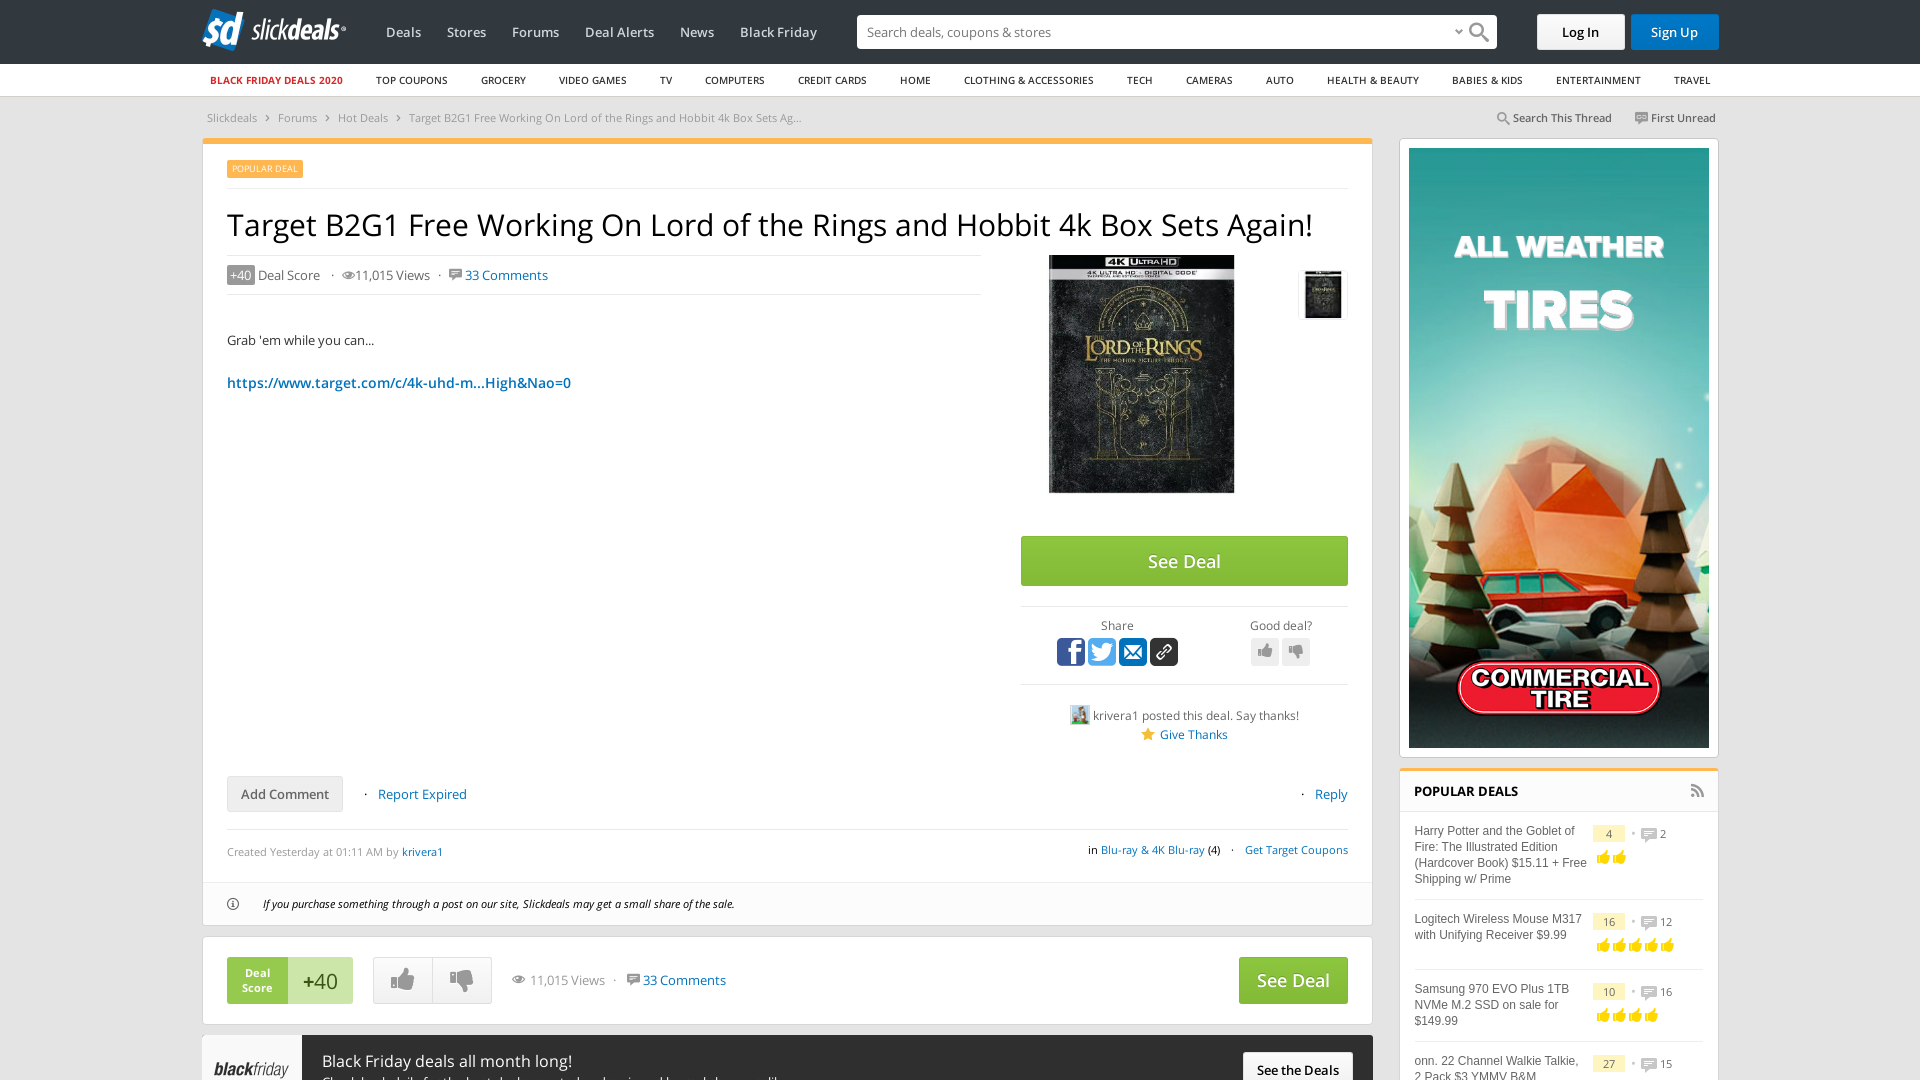 sd slickdeals
Deals
Stores
Forums
Deal Alerts
News
Black Friday
Search deals, coupons & stores
Log In
Sign Up
BLACK FRIDAY DEALS 2020
TOP COUPONS
GROCERY
VIDEO GAMES
TV
COMPUTERS
CREDIT CARDS
HOME
CLOTHING & ACCESSORIES
TECH
CAMERAS
AUTO
HEALTH & BEAUTY
BABIES & KIDS
ENTERTAINMENT
TRAVEL
Slickdeals > Forums > Hot Deals > Target B2G1 Free Working On Lord of the Rings and Hobbit 4k Box Sets Ag...
Search This Thread
First Unread
POPULAR DEAL
Target B2G1 Free Working On Lord of the Rings and Hobbit 4k Box Sets Again!
+40 Deal Score · 11,015 Views · 33 Comments
Grab 'em while you can...
https://www.target.com/c/4k-uhd-m...High&Nao=0
4K ULTRA HD
4K ULTRA HD + DIGITAL CODE
THE LORD OF THE RINGS
THE MOTION PICTURE TRILOGY
See Deal
Share
Good deal?
krivera1 posted this deal. Say thanks!
Give Thanks
Add Comment
· Report Expired
· Reply
Created Yesterday at 01:11 AM by krivera1
in Blu-ray & 4K Blu-ray (4) · Get Target Coupons
If you purchase something through a post on our site, Slickdeals may get a small share of the sale.
Deal Score
+40
11,015 Views · 33 Comments
See Deal
blackfriday
Black Friday deals all month long!
See the Deals
ALL WEATHER
TIRES
COMMERCIAL
TIRE
POPULAR DEALS
Harry Potter and the Goblet of
Fire: The Illustrated Edition
(Hardcover Book) $15.11 + Free
Shipping w/ Prime
4 • 2
Logitech Wireless Mouse M317
with Unifying Receiver $9.99
16 • 12
Samsung 970 EVO Plus 1TB
NVMe M.2 SSD on sale for
$149.99
10 • 16
onn. 22 Channel Walkie Talkie,
2 Pack $3 YMMV B&M
27 • 15